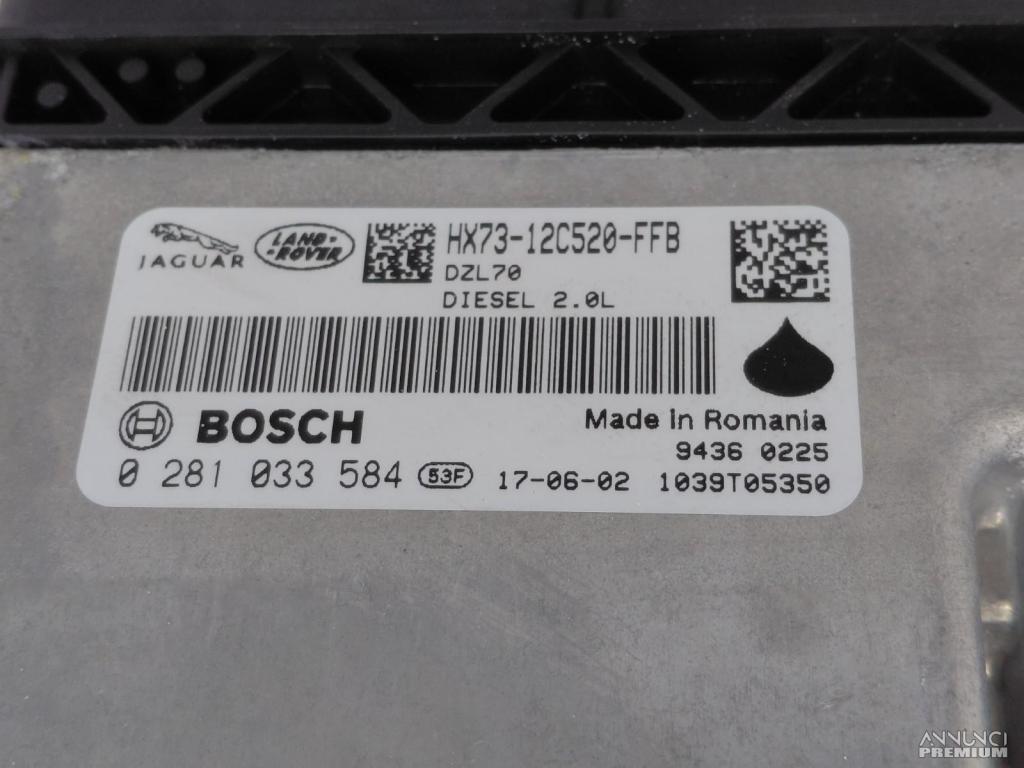 JAGUAR
LAND-
-ROVER
HX73-12C520-FFB
DZL70
DIESEL 2.0L
BOSCH
Made in Romania
9436 0225
0 281 033 584 53F 17-06-02 1039T05350
ANNUNCI
PREMIUM